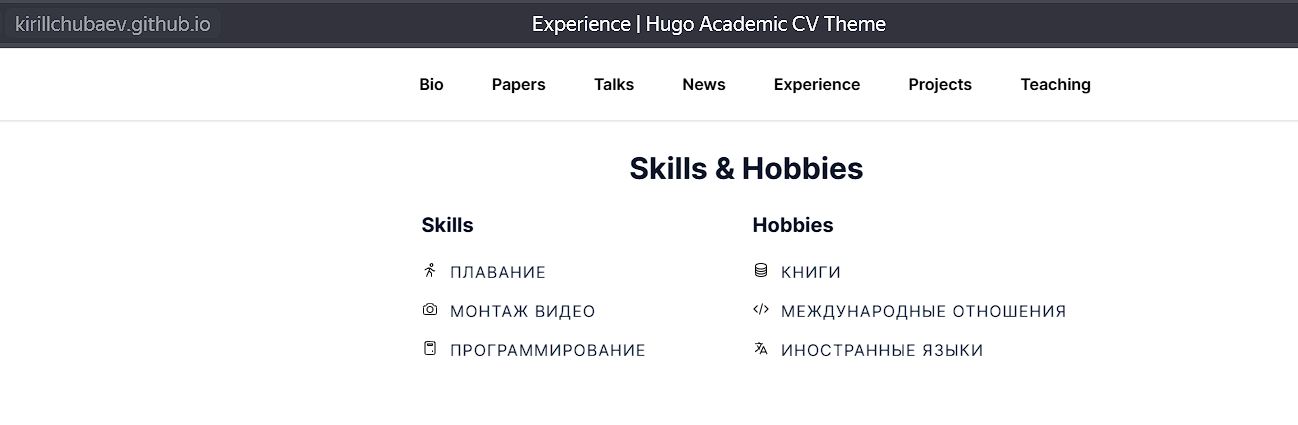 kirillchubaev.github.io
Experience | Hugo Academic CV Theme
Bio Papers Talks News Experience Projects Teaching
Skills & Hobbies
Skills
ПЛАВАНИЕ
МОНТАЖ ВИДЕО
ПРОГРАММИРОВАНИЕ
Hobbies
КНИГИ
МЕЖДУНАРОДНЫЕ ОТНОШЕНИЯ
ИНОСТРАННЫЕ ЯЗЫКИ